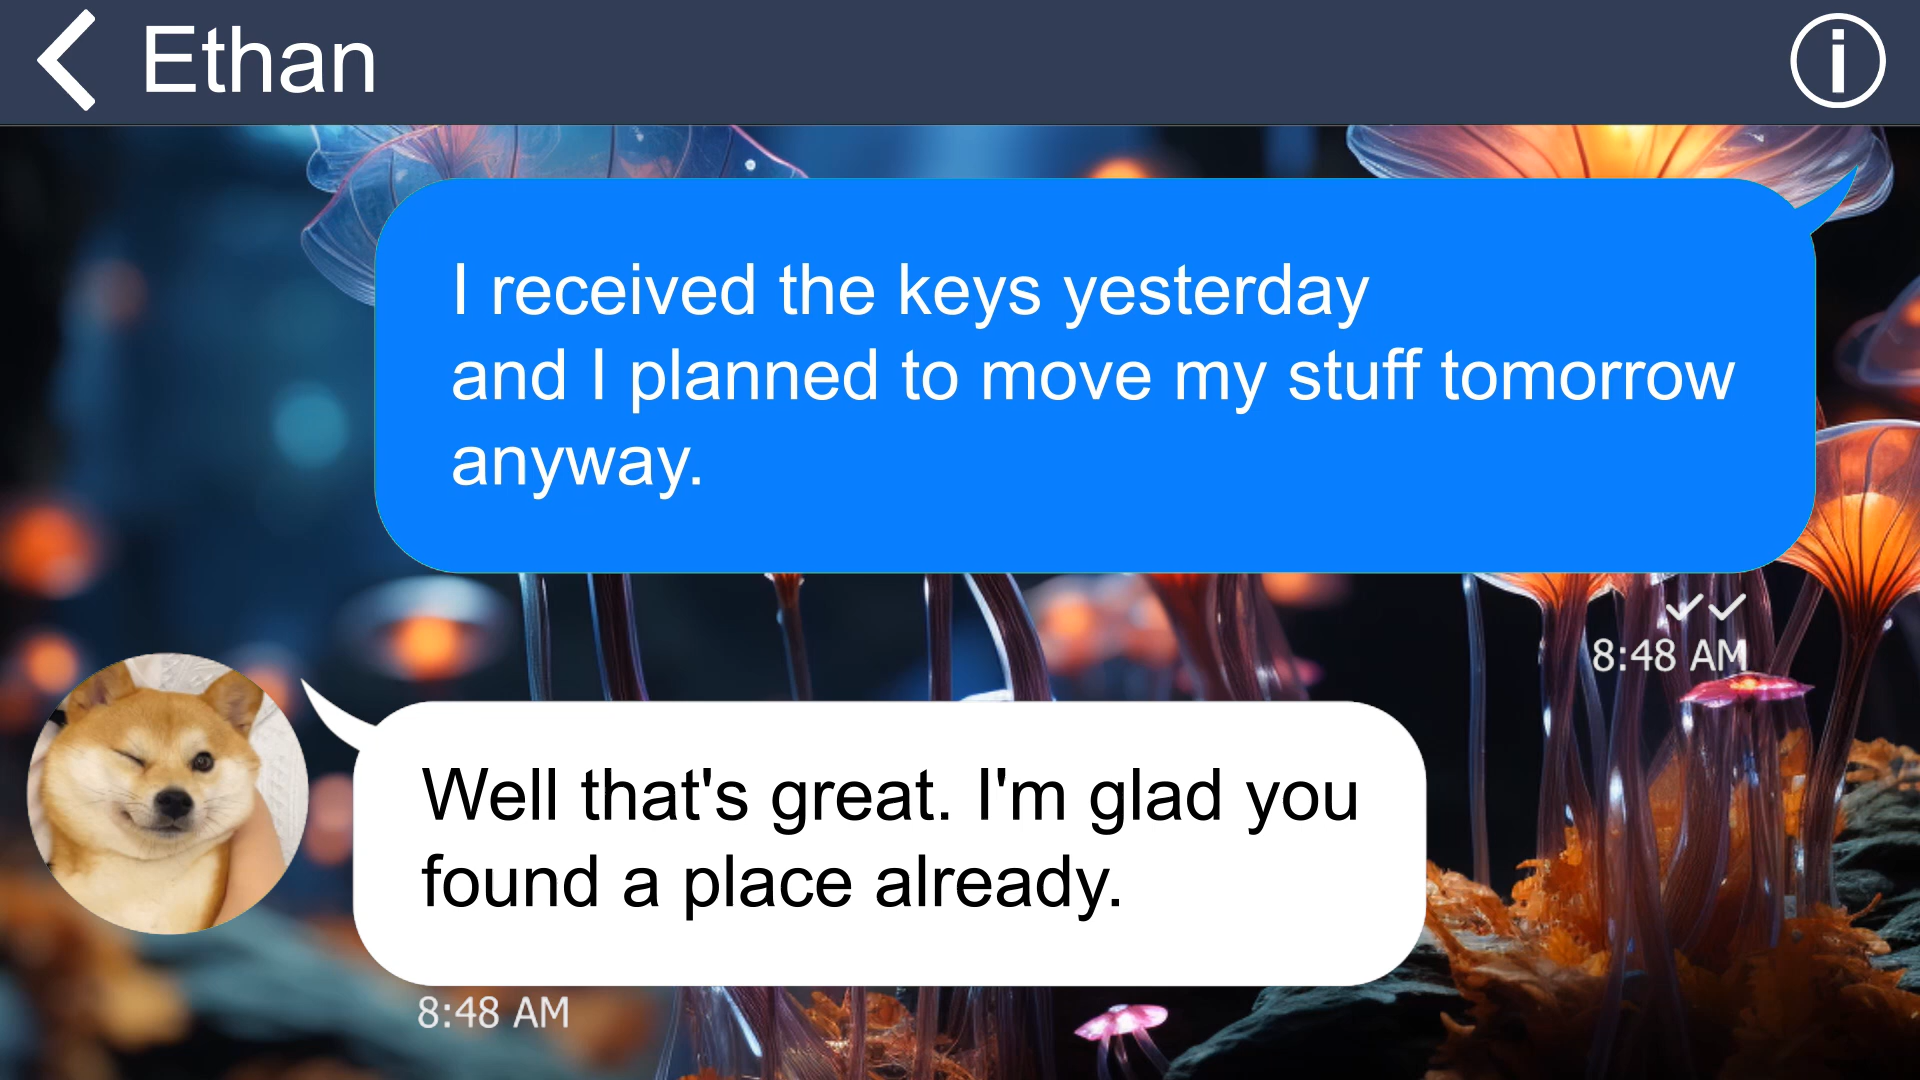 Ethan
I received the keys yesterday
and I planned to move my stuff tomorrow
anyway.
8:48 AM
Well that's great. I'm glad you
found a place already.
8:48 AM